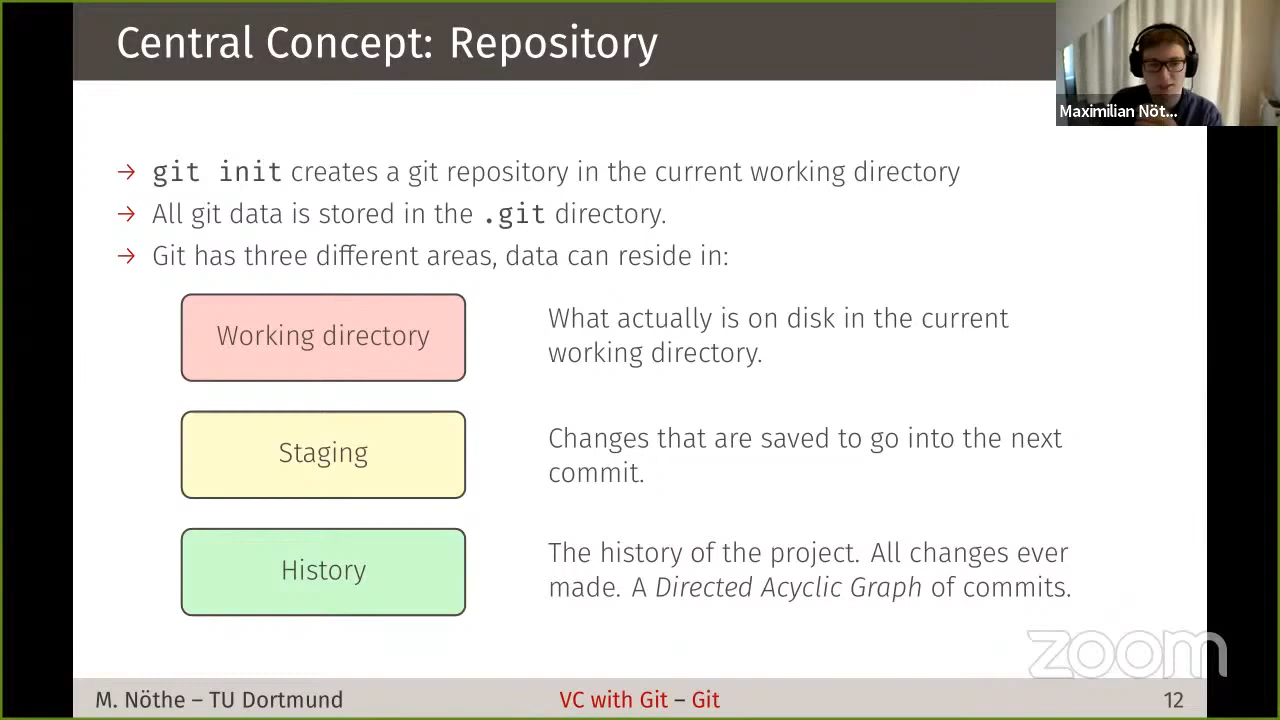 Central Concept: Repository
Maximilian Nöt...
→ git init creates a git repository in the current working directory
→ All git data is stored in the .git directory.
→ Git has three different areas, data can reside in:
Working directory
What actually is on disk in the current
working directory.
Staging
Changes that are saved to go into the next
commit.
History
The history of the project. All changes ever
made. A Directed Acyclic Graph of commits.
zoom
M. Nöthe – TU Dortmund
VC with Git – Git
12